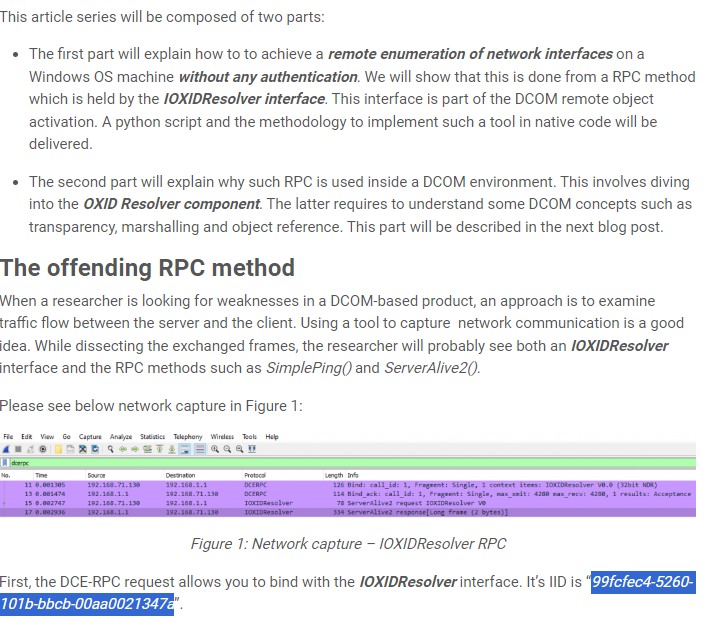 This article series will be composed of two parts:
• The first part will explain how to to achieve a remote enumeration of network interfaces on a
Windows OS machine without any authentication. We will show that this is done from a RPC method
which is held by the IOXIDResolver interface. This interface is part of the DCOM remote object
activation. A python script and the methodology to implement such a tool in native code will be
delivered.
• The second part will explain why such RPC is used inside a DCOM environment. This involves diving
into the OXID Resolver component. The latter requires to understand some DCOM concepts such as
transparency, marshalling and object reference. This part will be described in the next blog post.
The offending RPC method
When a researcher is looking for weaknesses in a DCOM-based product, an approach is to examine
traffic flow between the server and the client. Using a tool to capture  network communication is a good
idea. While dissecting the exchanged frames, the researcher will probably see both an IOXIDResolver
interface and the RPC methods such as SimplePing() and ServerAlive2().
Please see below network capture in Figure 1:
File Edit View Go Capture Analyze Statistics Telephony Wireless Tools Help
dcerpc
No. Time Source Destination Protocol Length Info
11 0.001305 192.168.71.130 192.168.1.1 DCERPC 126 Bind: call_id: 1, Fragment: Single, 1 context items: IOXIDResolver V0.0 (32bit NDR)
13 0.001474 192.168.1.1 192.168.71.130 DCERPC 114 Bind_ack: call_id: 1, Fragment: Single, max_xmit: 4280 max_recv: 4280, 1 results: Acceptance
15 0.002747 192.168.71.130 192.168.1.1 IOXIDResolver 78 ServerAlive2 request IOXIDResolver V0
17 0.002936 192.168.1.1 192.168.71.130 IOXIDResolver 334 ServerAlive2 response[Long frame (2 bytes)]
Figure 1: Network capture – IOXIDResolver RPC
First, the DCE-RPC request allows you to bind with the IOXIDResolver interface. It's IID is "99fcfec4-5260-
101b-bbcb-00aa0021347a".